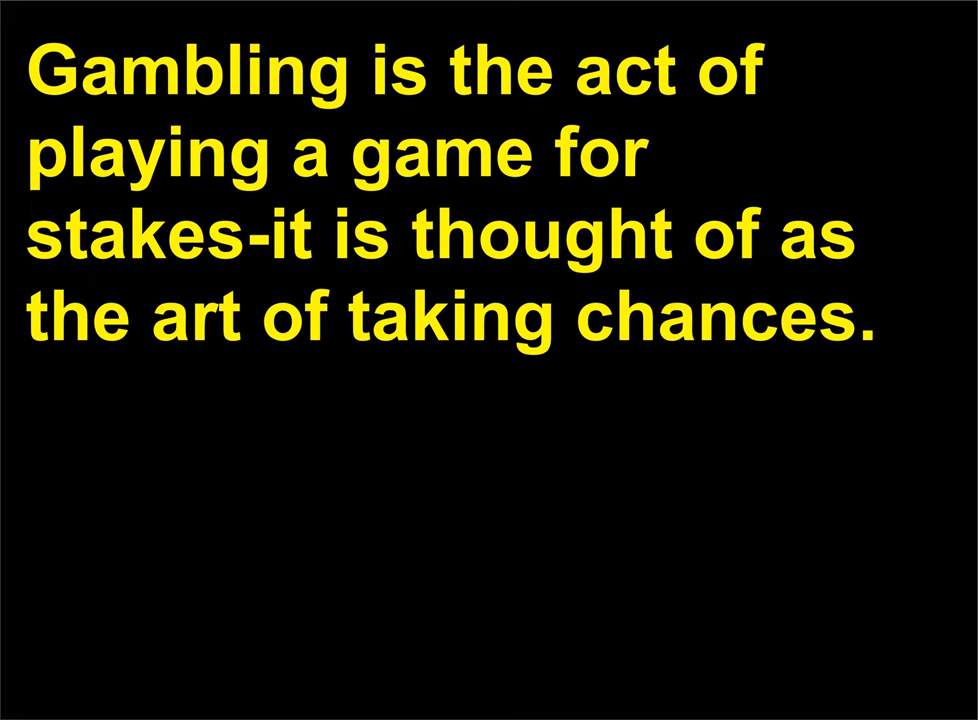 Gambling is the act of
playing a game for
stakes-it is thought of as
the art of taking chances.